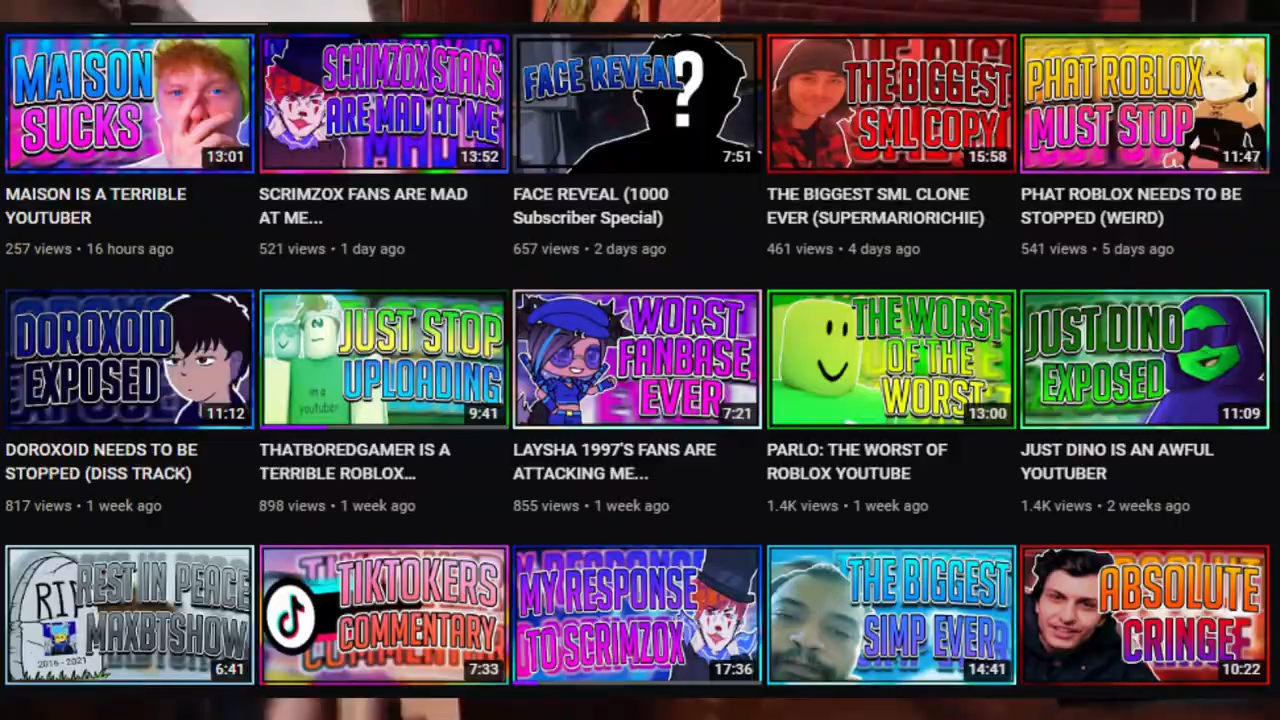 MAISON
SUCKS
13:01
SCRIMZOX STANS
ARE MAD AT ME
13:52
FACE REVEAL
?
7:51
THE BIGGEST
SML COPY
15:58
PHAT ROBLOX
MUST STOP
11:47
MAISON IS A TERRIBLE
YOUTUBER
257 views • 16 hours ago
SCRIMZOX FANS ARE MAD
AT ME...
521 views • 1 day ago
FACE REVEAL (1000
Subscriber Special)
657 views • 2 days ago
THE BIGGEST SML CLONE
EVER (SUPERMARIORICHIE)
461 views • 4 days ago
PHAT ROBLOX NEEDS TO BE
STOPPED (WEIRD)
541 views • 5 days ago
DOROXOID
EXPOSED
11:12
JUST STOP
UPLOADING
im a
youtuber
9:41
WORST
FANBASE
EVER
7:21
THE WORST
OF THE
WORST
13:00
JUST DINO
EXPOSED
11:09
DOROXOID NEEDS TO BE
STOPPED (DISS TRACK)
817 views • 1 week ago
THATBOREDGAMER IS A
TERRIBLE ROBLOX...
898 views • 1 week ago
LAYSHA 1997'S FANS ARE
ATTACKING ME...
855 views • 1 week ago
PARLO: THE WORST OF
ROBLOX YOUTUBE
1.4K views • 1 week ago
JUST DINO IS AN AWFUL
YOUTUBER
1.4K views • 2 weeks ago
RIP
2016 - 2021
REST IN PEACE
MAXBTSHOW
6:41
TIKTOKERS
COMMENTARY
7:33
MY RESPONSE
TO SCRIMZOX
17:36
THE BIGGEST
SIMP EVER
14:41
ABSOLUTE
CRINGE
10:22